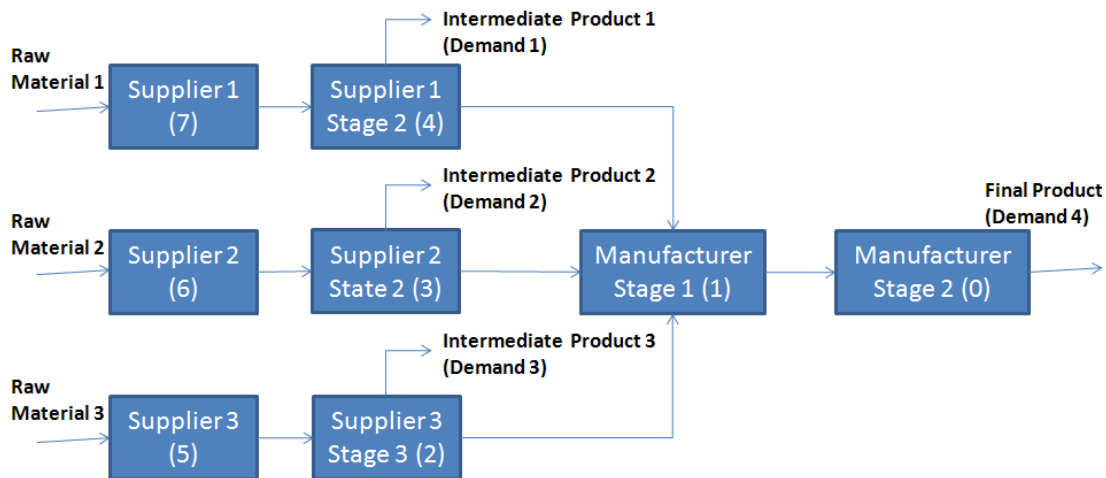 Intermediate Product 1
(Demand 1)
Raw
Material 1
Supplier 1
(7)
Supplier 1
Stage 2 (4)
Intermediate Product 2
(Demand 2)
Final Product
(Demand 4)
Raw
Material 2
Supplier 2
(6)
Supplier 2
State 2 (3)
Manufacturer
Stage 1 (1)
Manufacturer
Stage 2 (0)
Intermediate Product 3
(Demand 3)
Raw
Material 3
Supplier 3
(5)
Supplier 3
Stage 3 (2)